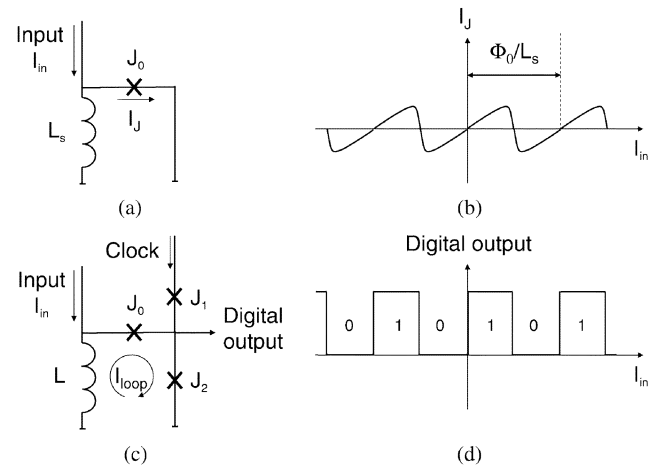 Input
I_in
J_0
I_J
L_s
(a)
I_J
Φ_0/L_s
I_in
(b)
Clock
Input
I_in
J_0
J_1
Digital
output
L
I_loop
J_2
(c)
Digital output
0 1 0 1 0 1
I_in
(d)